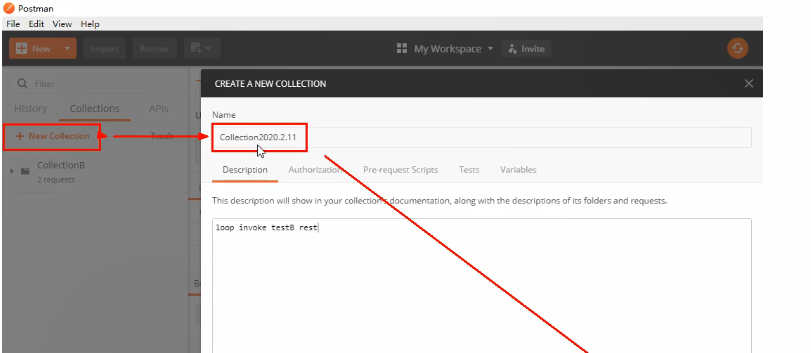 Postman
File Edit View Help
New Import Runner My Workspace Invite
Filter
CREATE A NEW COLLECTION
History Collections APIs
Name
+ New Collection Trash
Collection2020.2.11
CollectionB
2 requests
Description Authorization Pre-request Scripts Tests Variables
This description will show in your collection's documentation, along with the descriptions of its folders and requests.
loop invoke testB rest